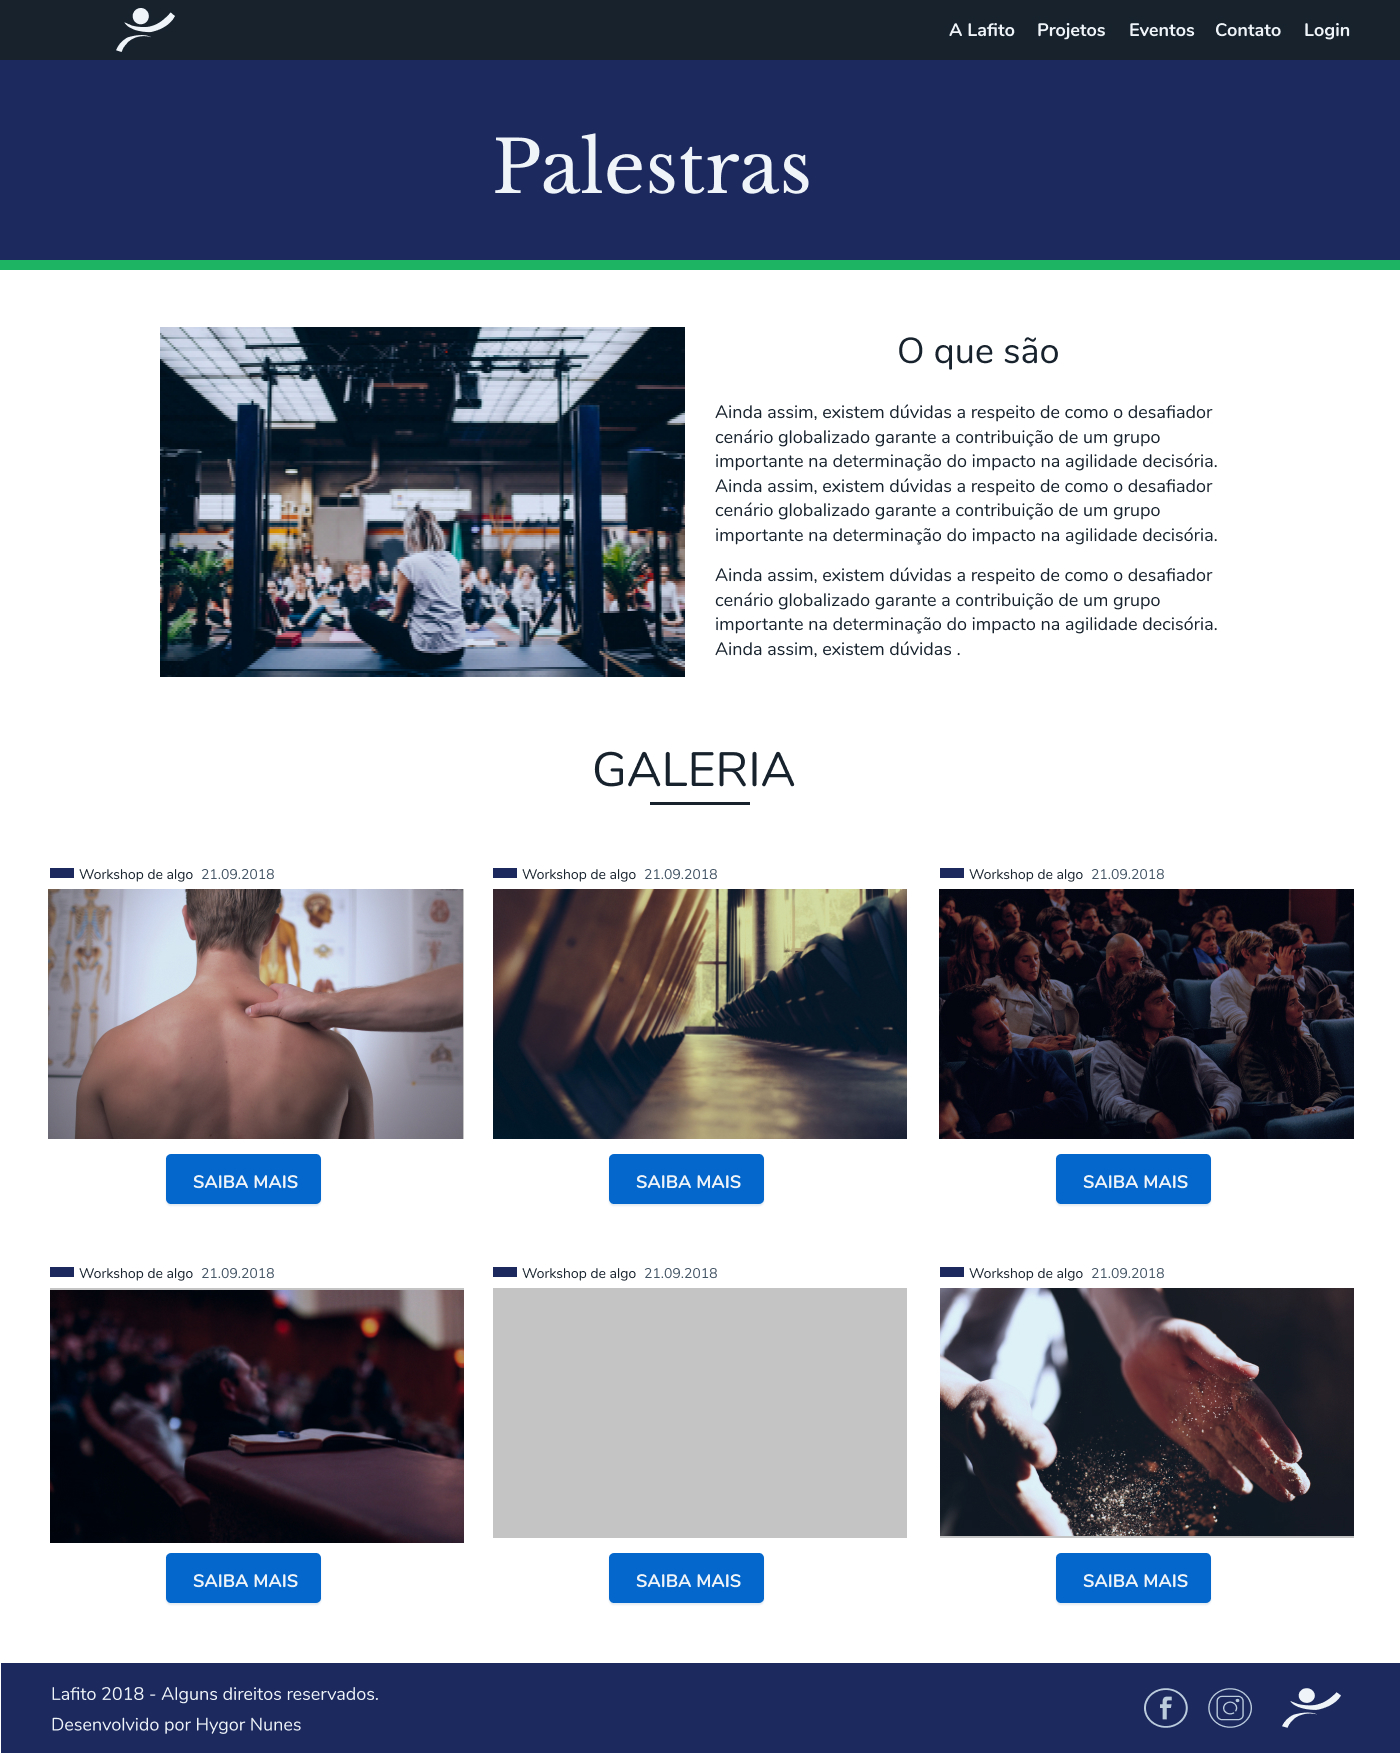 A Lafito Projetos Eventos Contato Login
Palestras
O que são
Ainda assim, existem dúvidas a respeito de como o desafiador
cenário globalizado garante a contribuição de um grupo
importante na determinação do impacto na agilidade decisória.
Ainda assim, existem dúvidas a respeito de como o desafiador
cenário globalizado garante a contribuição de um grupo
importante na determinação do impacto na agilidade decisória.
Ainda assim, existem dúvidas a respeito de como o desafiador
cenário globalizado garante a contribuição de um grupo
importante na determinação do impacto na agilidade decisória.
Ainda assim, existem dúvidas .
GALERIA
Workshop de algo 21.09.2018
Workshop de algo 21.09.2018
Workshop de algo 21.09.2018
SAIBA MAIS
SAIBA MAIS
SAIBA MAIS
Workshop de algo 21.09.2018
Workshop de algo 21.09.2018
Workshop de algo 21.09.2018
SAIBA MAIS
SAIBA MAIS
SAIBA MAIS
Lafito 2018 - Alguns direitos reservados.
Desenvolvido por Hygor Nunes